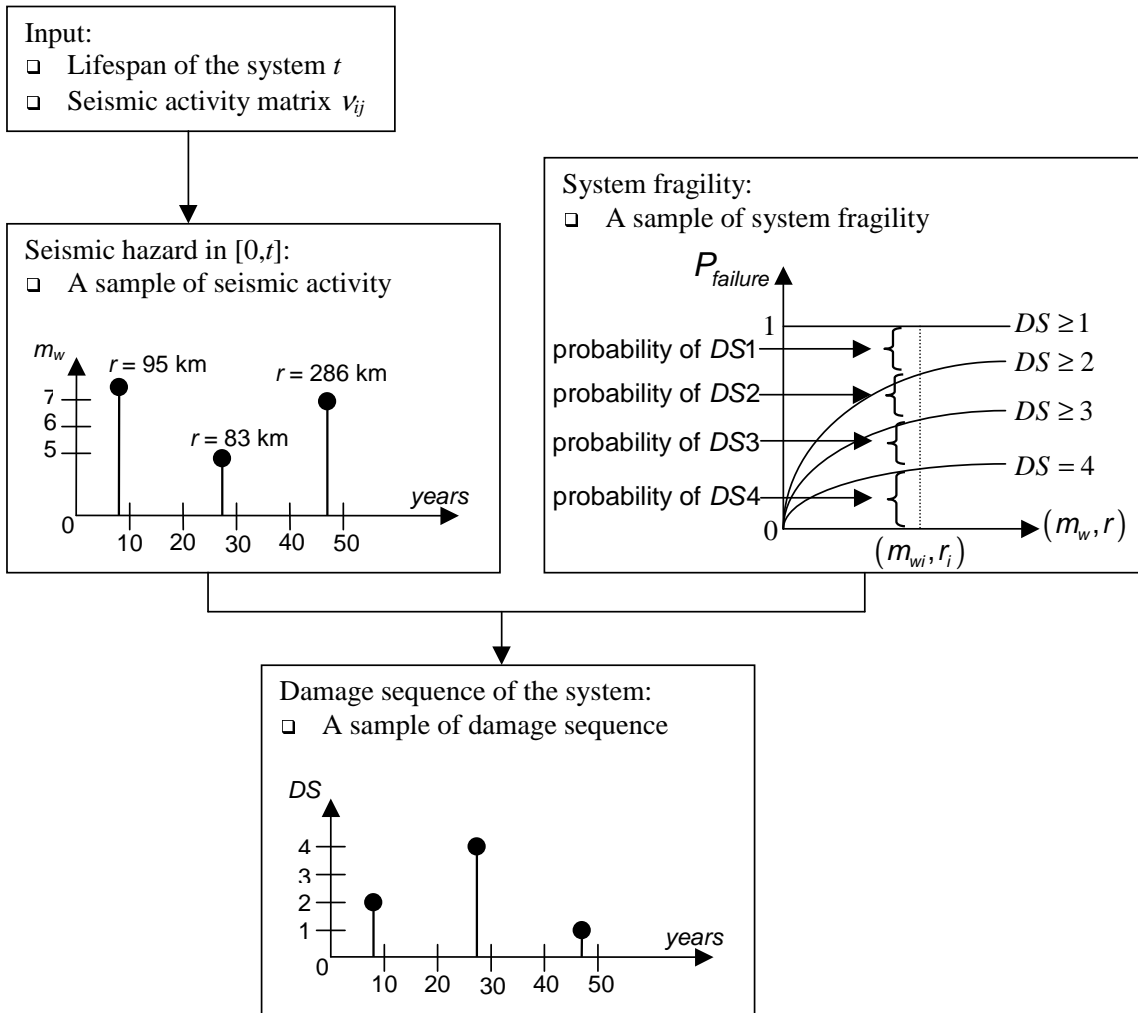 Input:
❑ Lifespan of the system t
❑ Seismic activity matrix νij
Seismic hazard in [0,t]:
❑ A sample of seismic activity
mw
r = 95 km
r = 286 km
7
6
r = 83 km
5
years
0
10 20 30 40 50
System fragility:
❑ A sample of system fragility
Pfailure
1
DS ≥ 1
probability of DS1
DS ≥ 2
probability of DS2
DS ≥ 3
probability of DS3
DS = 4
probability of DS4
0
(mw, r)
(mwi, ri)
Damage sequence of the system:
❑ A sample of damage sequence
DS
4
3
2
1
years
0
10 20 30 40 50